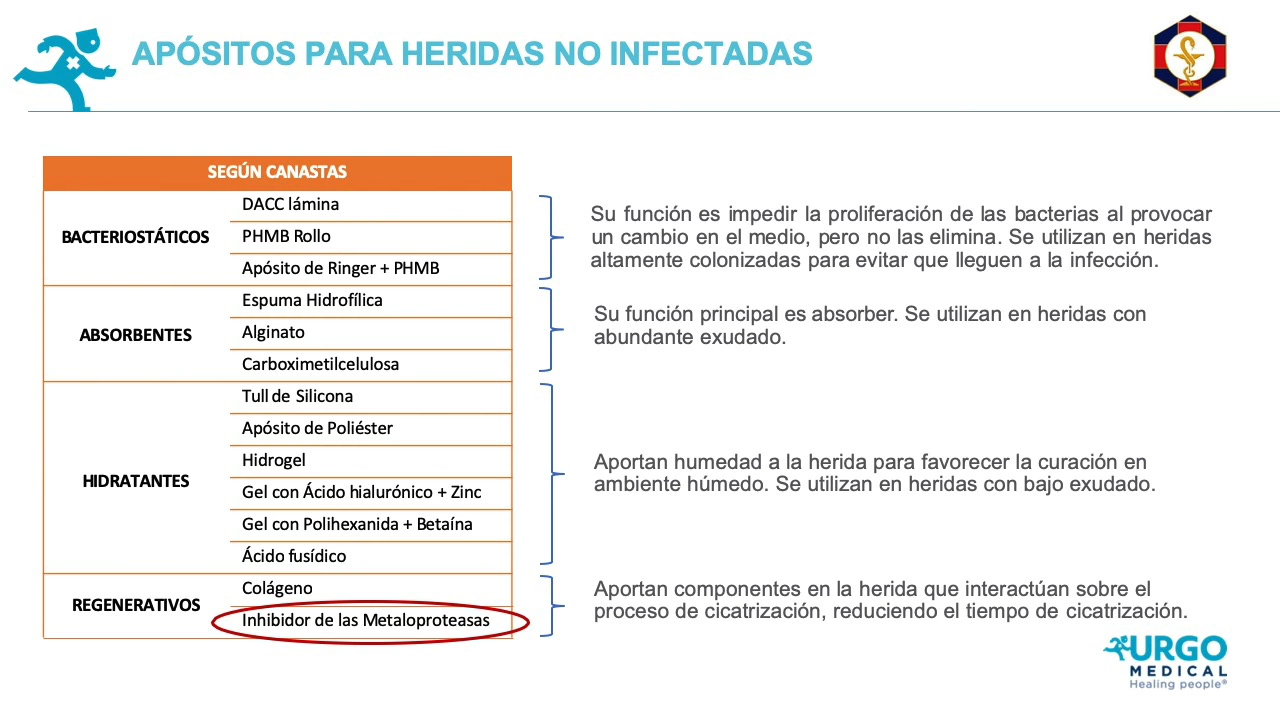 APÓSITOS PARA HERIDAS NO INFECTADAS
SEGÚN CANASTAS
BACTERIOSTÁTICOS
DACC lámina
PHMB Rollo
Apósito de Ringer + PHMB
Su función es impedir la proliferación de las bacterias al provocar
un cambio en el medio, pero no las elimina. Se utilizan en heridas
altamente colonizadas para evitar que lleguen a la infección.
ABSORBENTES
Espuma Hidrofílica
Alginato
Carboximetilcelulosa
Su función principal es absorber. Se utilizan en heridas con
abundante exudado.
HIDRATANTES
Tull de Silicona
Apósito de Poliéster
Hidrogel
Gel con Ácido hialurónico + Zinc
Gel con Polihexanida + Betaína
Ácido fusídico
Aportan humedad a la herida para favorecer la curación en
ambiente húmedo. Se utilizan en heridas con bajo exudado.
REGENERATIVOS
Colágeno
Inhibidor de las Metaloproteasas
Aportan componentes en la herida que interactúan sobre el
proceso de cicatrización, reduciendo el tiempo de cicatrización.
URGO
MEDICAL
Healing people®